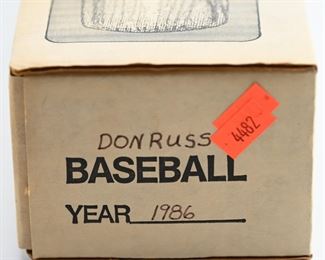 DONRUSS
4482
BASEBALL
YEAR 1986